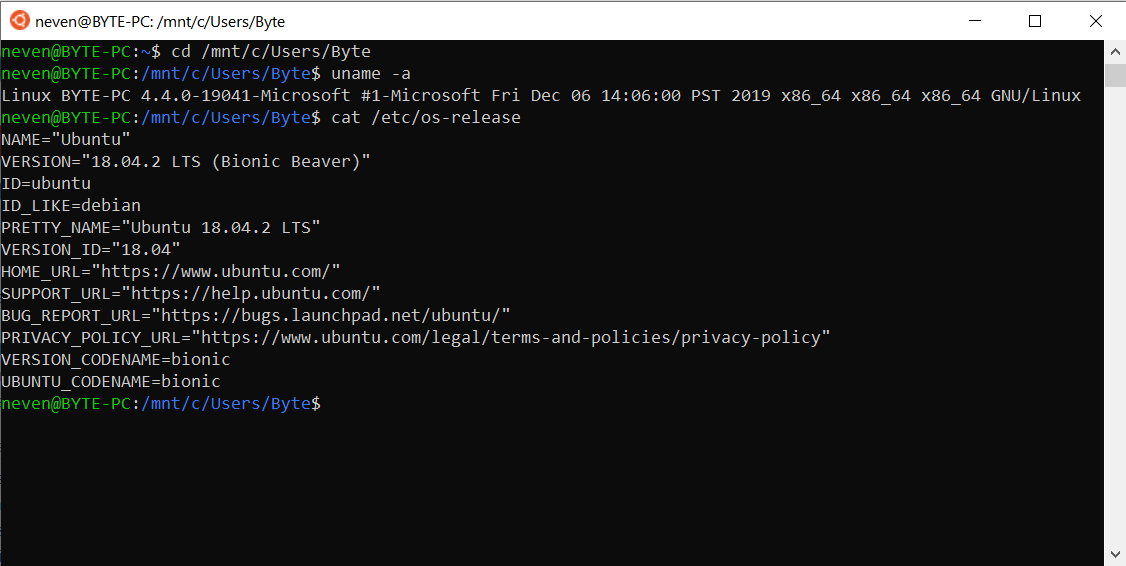 neven@BYTE-PC: /mnt/c/Users/Byte
neven@BYTE-PC:~$ cd /mnt/c/Users/Byte
neven@BYTE-PC:/mnt/c/Users/Byte$ uname -a
Linux BYTE-PC 4.4.0-19041-Microsoft #1-Microsoft Fri Dec 06 14:06:00 PST 2019 x86_64 x86_64 x86_64 GNU/Linux
neven@BYTE-PC:/mnt/c/Users/Byte$ cat /etc/os-release
NAME="Ubuntu"
VERSION="18.04.2 LTS (Bionic Beaver)"
ID=ubuntu
ID_LIKE=debian
PRETTY_NAME="Ubuntu 18.04.2 LTS"
VERSION_ID="18.04"
HOME_URL="https://www.ubuntu.com/"
SUPPORT_URL="https://help.ubuntu.com/"
BUG_REPORT_URL="https://bugs.launchpad.net/ubuntu/"
PRIVACY_POLICY_URL="https://www.ubuntu.com/legal/terms-and-policies/privacy-policy"
VERSION_CODENAME=bionic
UBUNTU_CODENAME=bionic
neven@BYTE-PC:/mnt/c/Users/Byte$